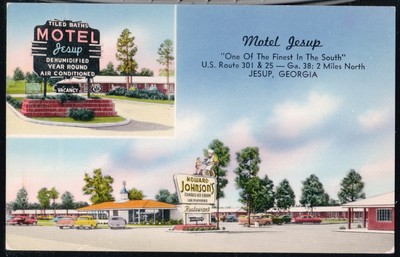 TILED BATHS
MOTEL
Jesup
DEHUMIDIFIED
YEAR ROUND
AIR CONDITIONED
VACANCY
Motel Jesup
"One Of The Finest In The South"
U.S. Route 301 & 25 — Ga. 38: 2 Miles North
JESUP, GEORGIA
HOWARD
JOHNSON'S
Restaurant